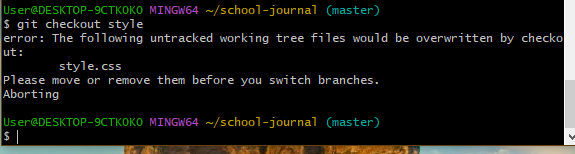 User@DESKTOP-9CTKOKO MINGW64 ~/school-journal (master)
$ git checkout style
error: The following untracked working tree files would be overwritten by checko
ut:
        style.css
Please move or remove them before you switch branches.
Aborting
User@DESKTOP-9CTKOKO MINGW64 ~/school-journal (master)
$